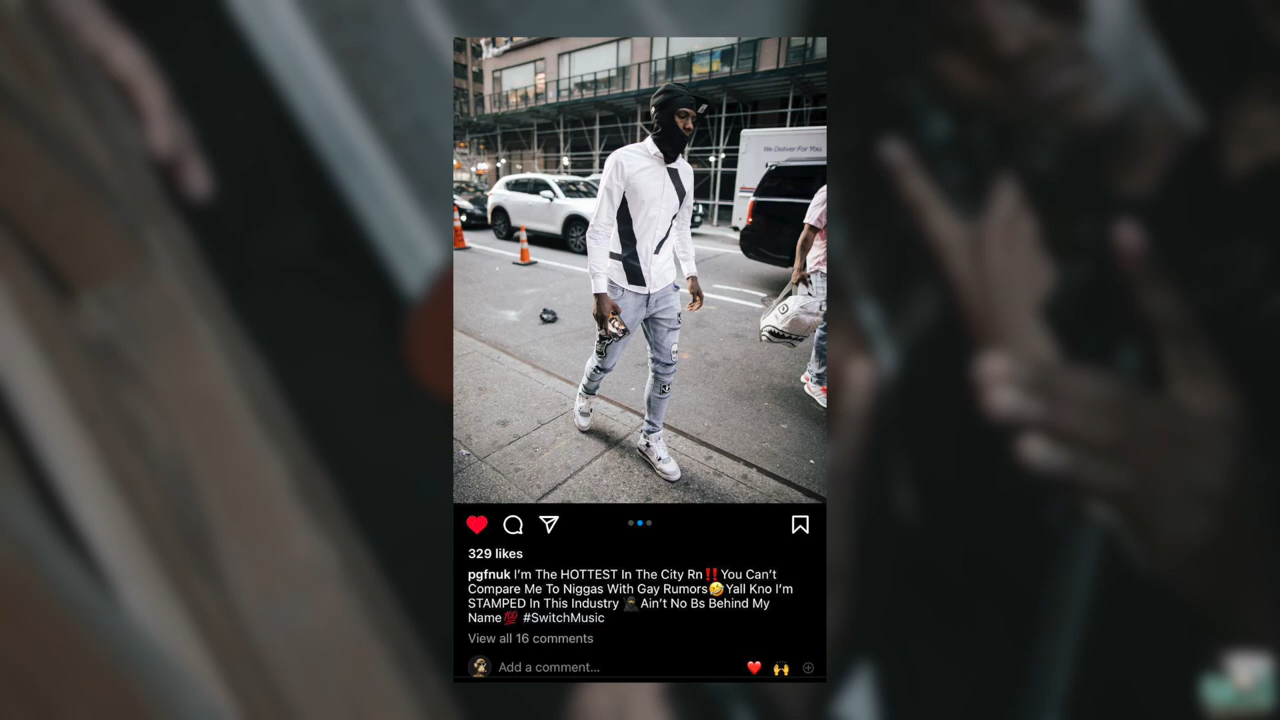 We Deliver For You.
329 likes
pgfnuk I'm The HOTTEST In The City Rn‼️You Can't
Compare Me To Niggas With Gay Rumors🤣Yall Kno I'm
STAMPED In This Industry 🥷🏿Ain't No Bs Behind My
Name💯 #SwitchMusic
View all 16 comments
Add a comment...